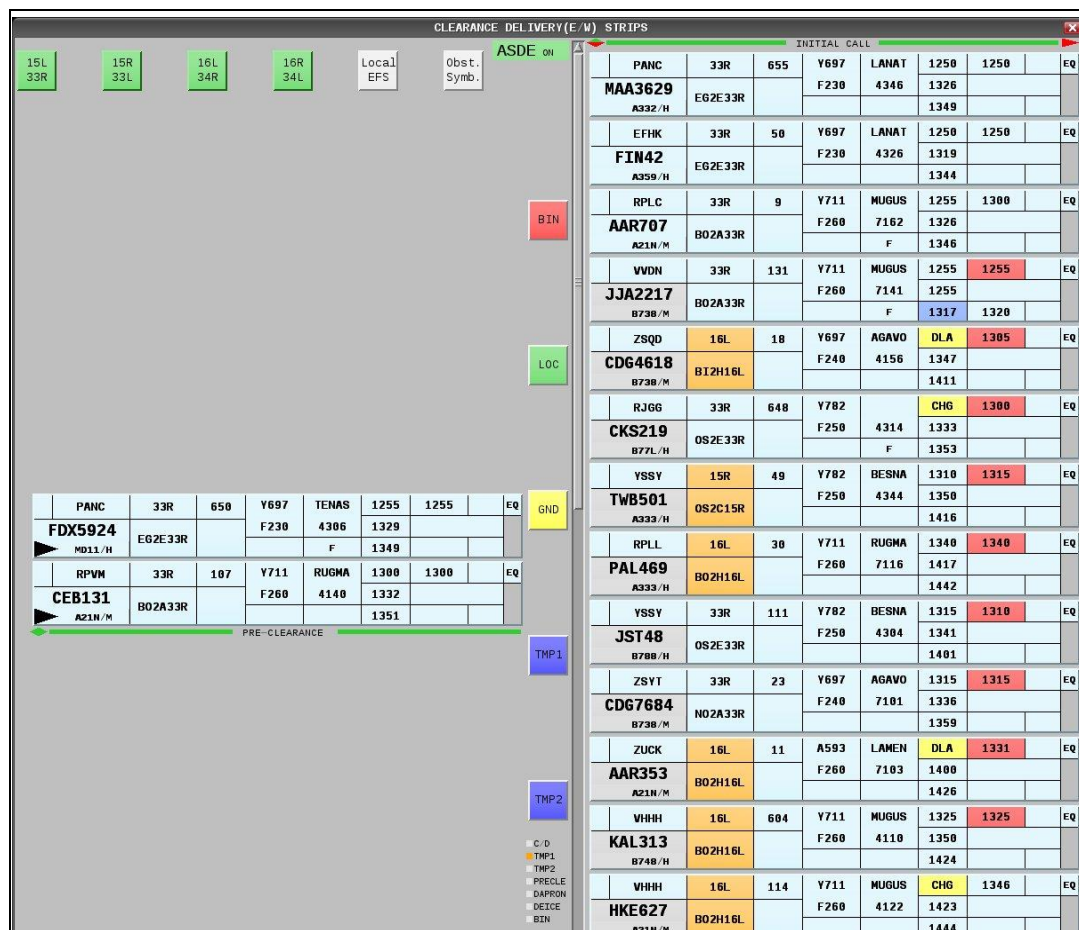 CLEARANCE DELIVERY(E/W) STRIPS
15L 15R 16L 16R Local Obst.
33R 33L 34R 34L EFS Symb.
ASDE ON
BIN
LOC
GND
PANC 33R 650 Y697 TENAS 1255 1255 EQ
FDX5924 EG2E33R F230 4306 1329
MD11/H F 1349
RPVM 33R 107 Y711 RUGMA 1300 1300 EQ
CEB131 BO2A33R F260 4140 1332
A21N/M 1351
PRE-CLEARANCE
TMP1
TMP2
C/D
TMP1
TMP2
PRECLE
DAPRON
DEICE
BIN
INITIAL CALL
PANC 33R 655 Y697 LANAT 1250 1250 EQ
MAA3629 EG2E33R F230 4346 1326
A332/H 1349
EFHK 33R 50 Y697 LANAT 1250 1250 EQ
FIN42 EG2E33R F230 4326 1319
A359/H 1344
RPLC 33R 9 Y711 MUGUS 1255 1300 EQ
AAR707 BO2A33R F260 7162 1326
A21N/M F 1346
VVDN 33R 131 Y711 MUGUS 1255 1255 EQ
JJA2217 BO2A33R F260 7141 1255
B738/M F 1317 1320
ZSQD 16L 18 Y697 AGAVO DLA 1305 EQ
CDG4618 BI2H16L F240 4156 1347
B738/M 1411
RJGG 33R 648 Y782 CHG 1300 EQ
CKS219 OS2E33R F250 4314 1333
B77L/H F 1353
YSSY 15R 49 Y782 BESNA 1310 1315 EQ
TWB501 OS2C15R F250 4344 1350
A333/H 1416
RPLL 16L 30 Y711 RUGMA 1340 1340 EQ
PAL469 BO2H16L F260 7116 1417
A333/H 1442
YSSY 33R 111 Y782 BESNA 1315 1310 EQ
JST48 OS2E33R F250 4304 1341
B788/H 1401
ZSYT 33R 23 Y697 AGAVO 1315 1315 EQ
CDG7684 NO2A33R F240 7101 1336
B738/M 1359
ZUCK 16L 11 A593 LAMEN DLA 1331 EQ
AAR353 BO2H16L F260 7103 1400
A21N/M 1426
VHHH 16L 604 Y711 MUGUS 1325 1325 EQ
KAL313 BO2H16L F260 4110 1350
B748/H 1424
VHHH 16L 114 Y711 MUGUS CHG 1346 EQ
HKE627 BO2H16L F260 4122 1423
A21N/M 1444